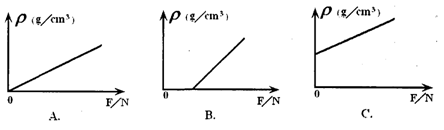 ρ (g/cm³) ρ (g/cm³) ρ (g/cm³)
0 F/N 0 F/N 0 F/N
A. B. C.